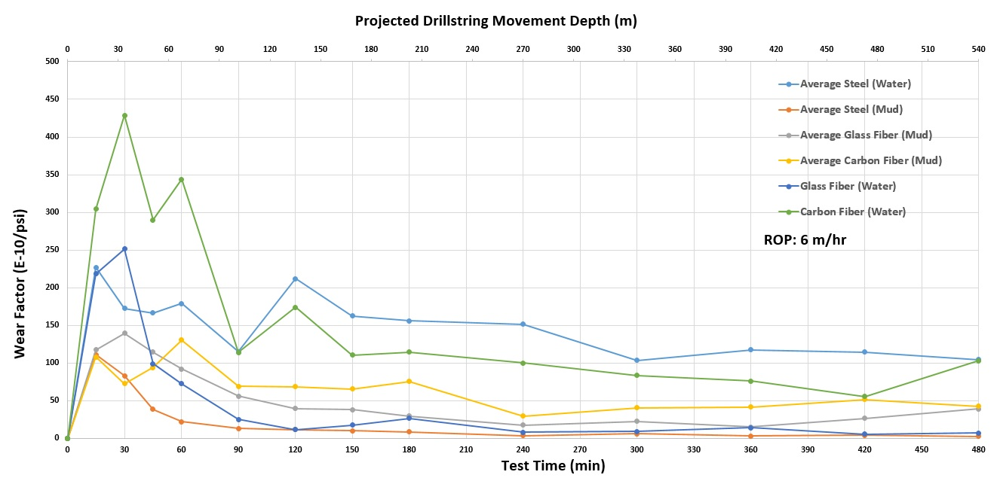 Projected Drillstring Movement Depth (m)
0 30 60 90 120 150 180 210 240 270 300 330 360 390 420 450 480 510 540
500
450
400
350
300
250
200
150
100
50
0
Wear Factor (E-10/psi)
Average Steel (Water)
Average Steel (Mud)
Average Glass Fiber (Mud)
Average Carbon Fiber (Mud)
Glass Fiber (Water)
Carbon Fiber (Water)
ROP: 6 m/hr
0 30 60 90 120 150 180 210 240 270 300 330 360 390 420 450 480
Test Time (min)